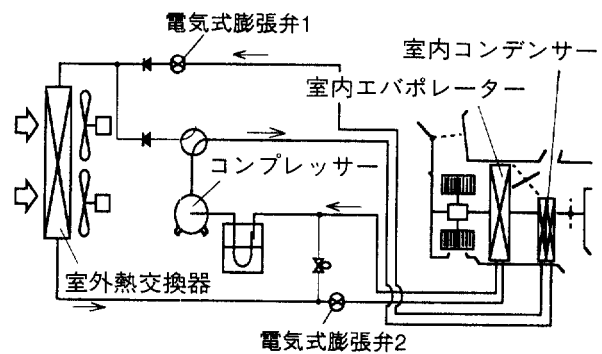 電気式膨張弁1
室内コンデンサー
室内エバポレーター
コンプレッサー
室外熱交換器
電気式膨張弁2